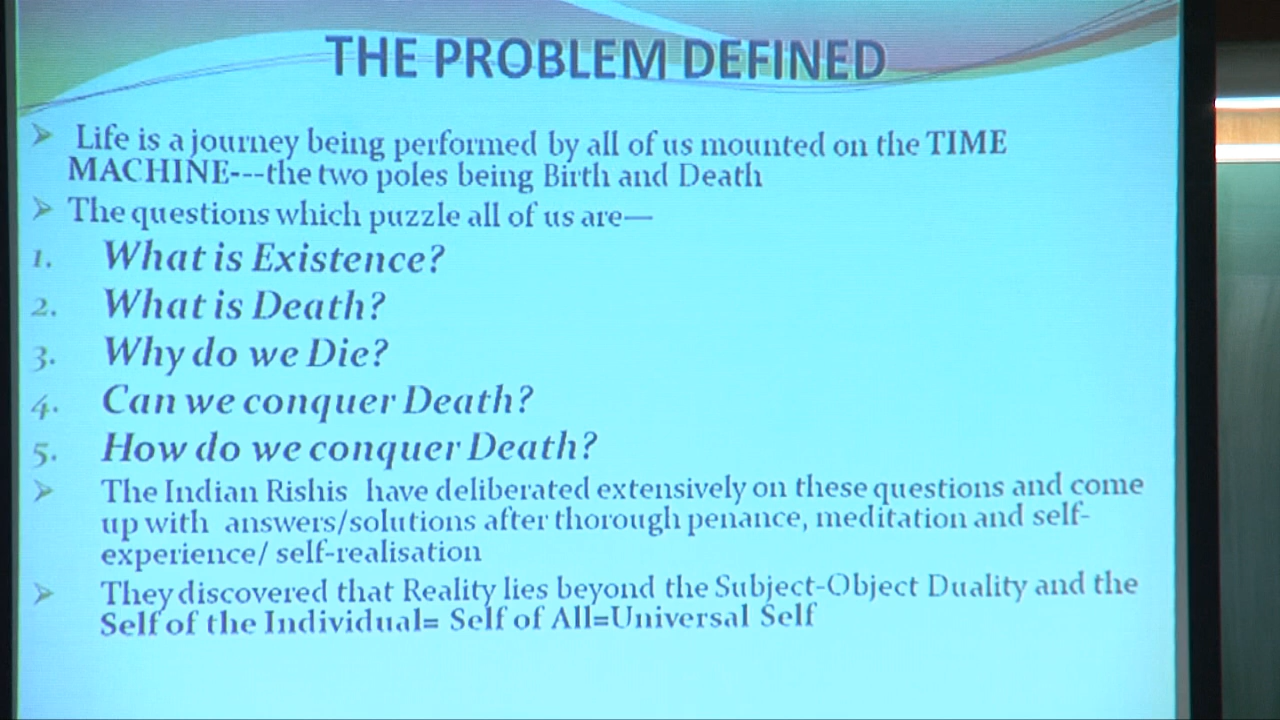 THE PROBLEM DEFINED
➢ Life is a journey being performed by all of us mounted on the TIME
MACHINE---the two poles being Birth and Death
➢ The questions which puzzle all of us are—
1. What is Existence?
2. What is Death?
3. Why do we Die?
4. Can we conquer Death?
5. How do we conquer Death?
➢ The Indian Rishis have deliberated extensively on these questions and come
up with answers/solutions after thorough penance, meditation and self-
experience/ self-realisation
➢ They discovered that Reality lies beyond the Subject-Object Duality and the
Self of the Individual= Self of All=Universal Self